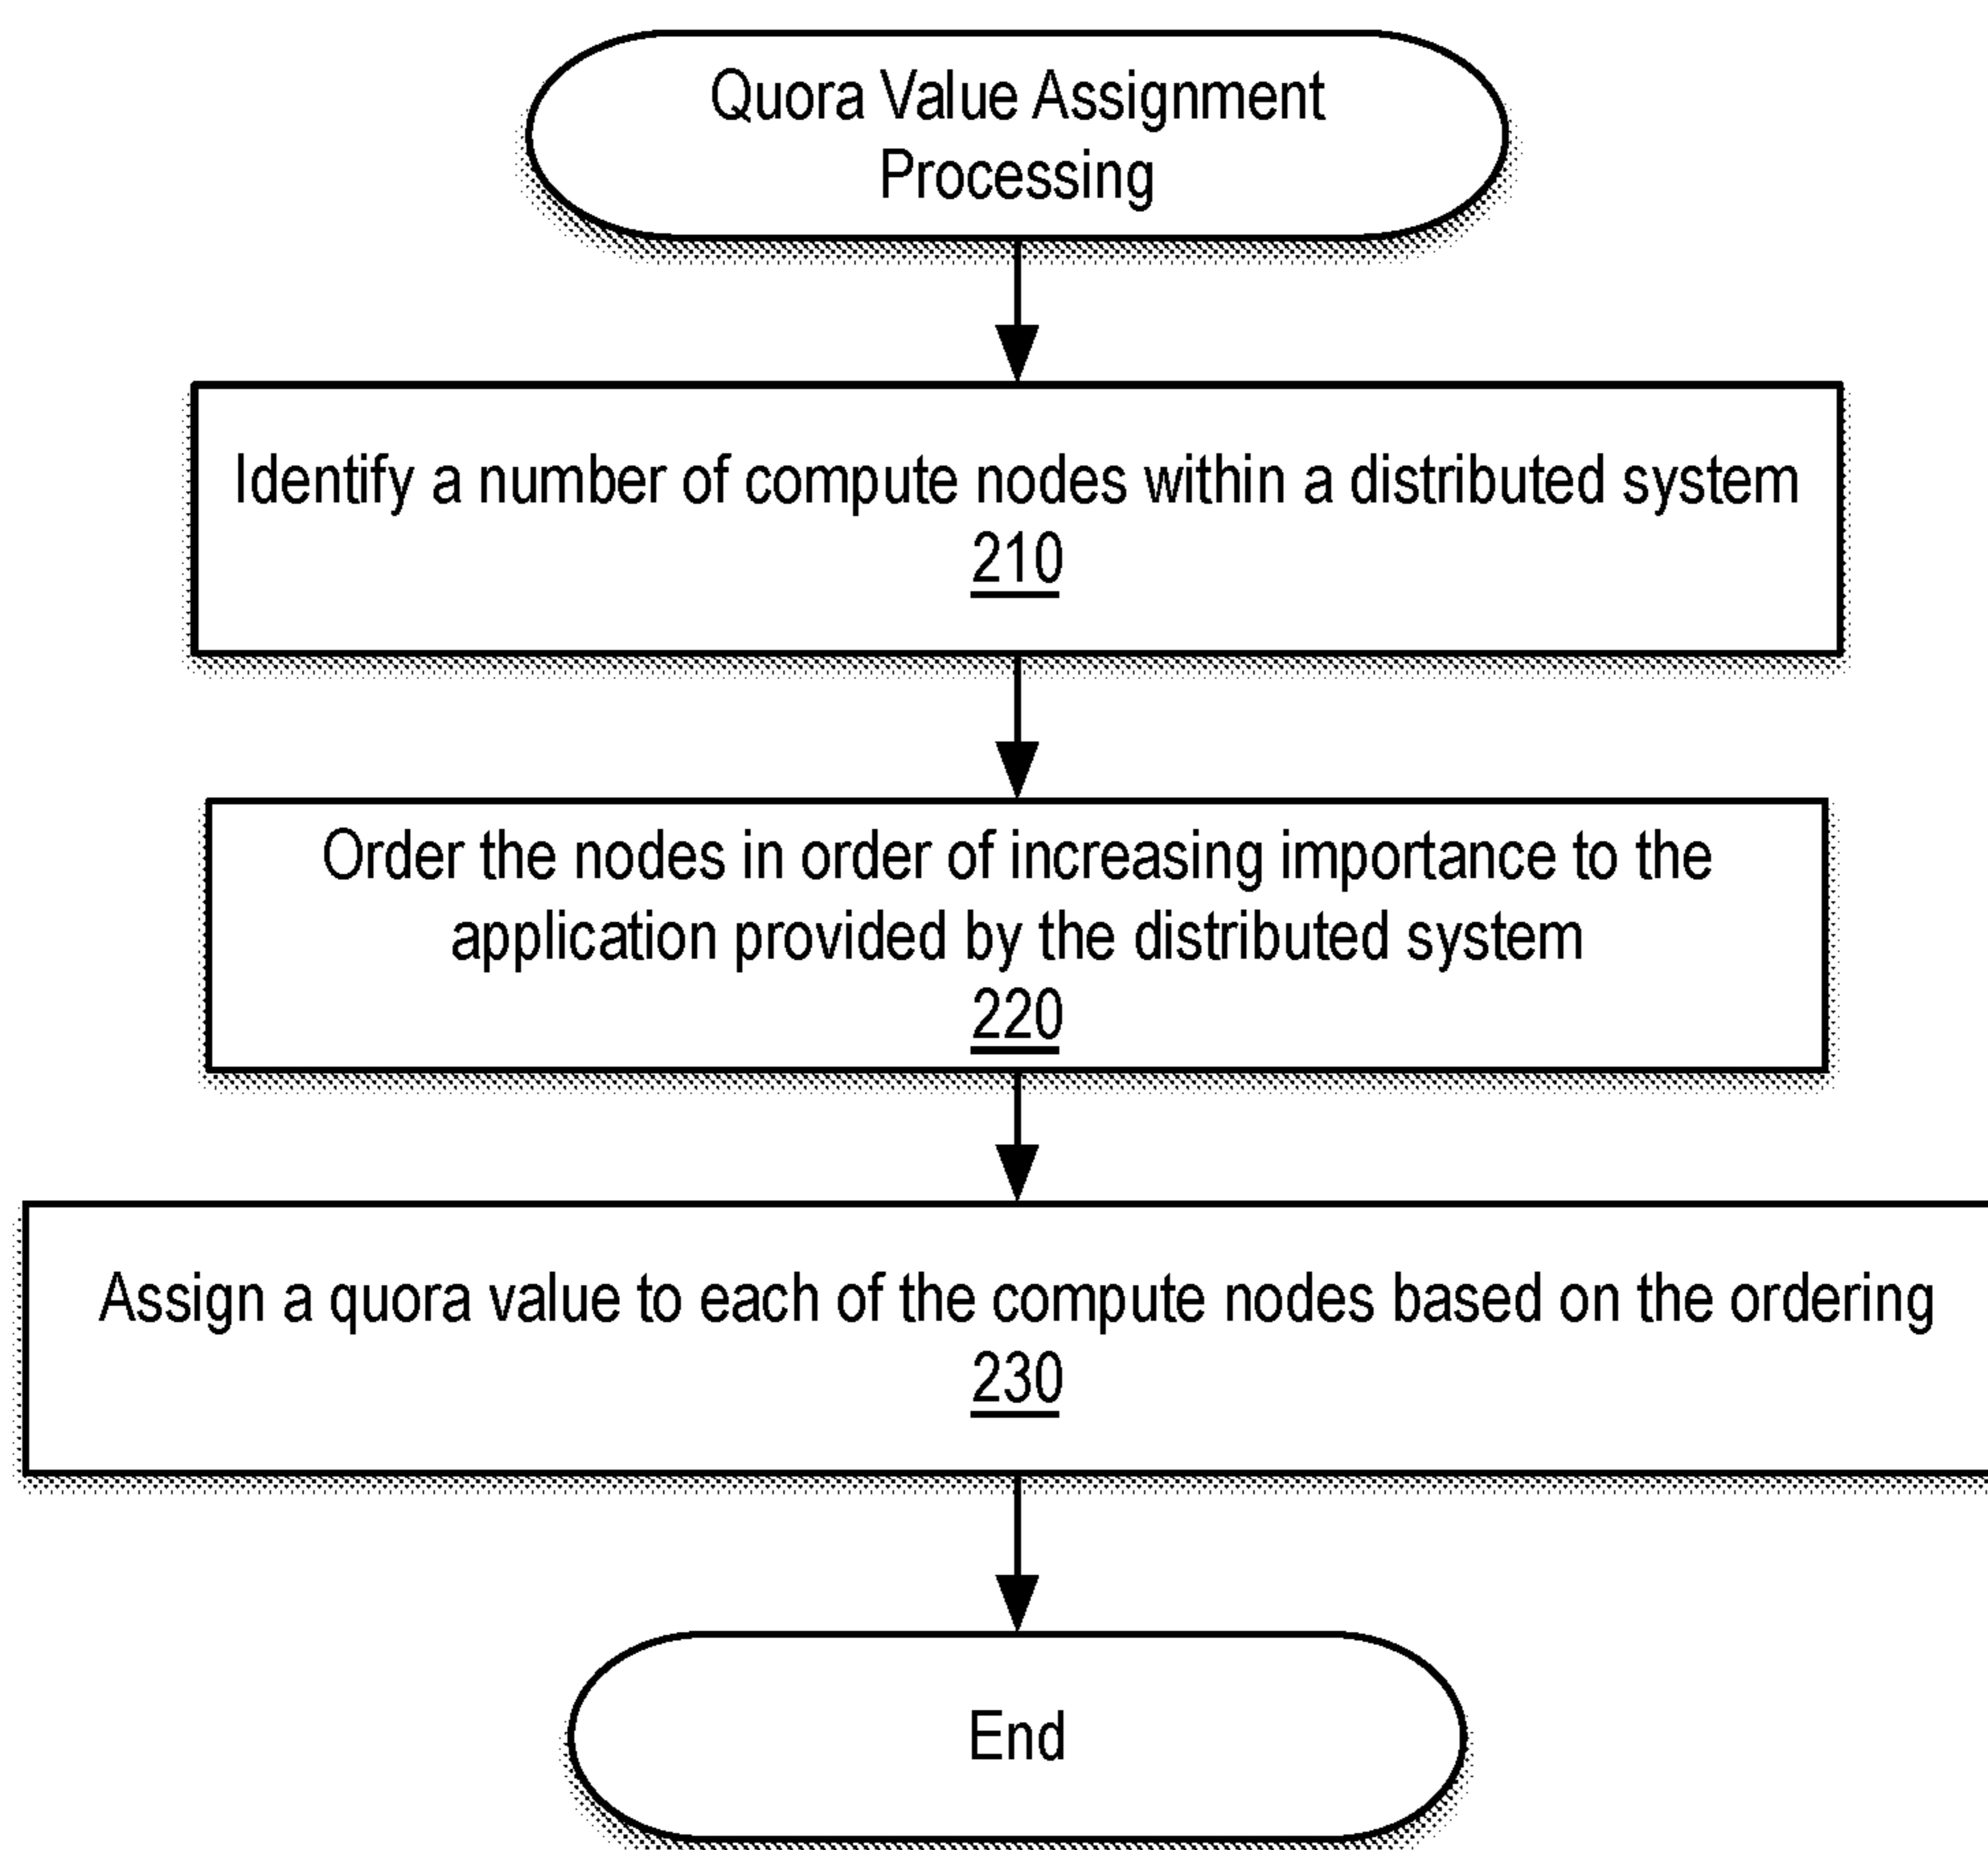 Quora Value Assignment
Processing
Identify a number of compute nodes within a distributed system
210
Order the nodes in order of increasing importance to the
application provided by the distributed system
220
Assign a quora value to each of the compute nodes based on the ordering
230
End